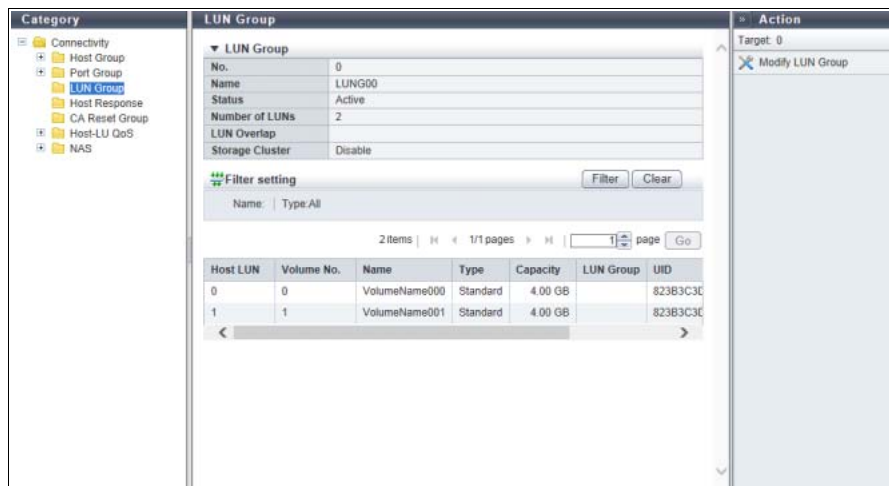 Category
Connectivity
Host Group
Port Group
LUN Group
Host Response
CA Reset Group
Host-LU QoS
NAS
LUN Group
LUN Group
No. 0
Name LUNG00
Status Active
Number of LUNs 2
LUN Overlap
Storage Cluster Disable
Filter setting Filter Clear
Name: Type:All
2 items 1/1 pages 1 page Go
Host LUN Volume No. Name Type Capacity LUN Group UID
0 0 VolumeName000 Standard 4.00 GB 823B3C3D
1 1 VolumeName001 Standard 4.00 GB 823B3C3D
» Action
Target: 0
Modify LUN Group